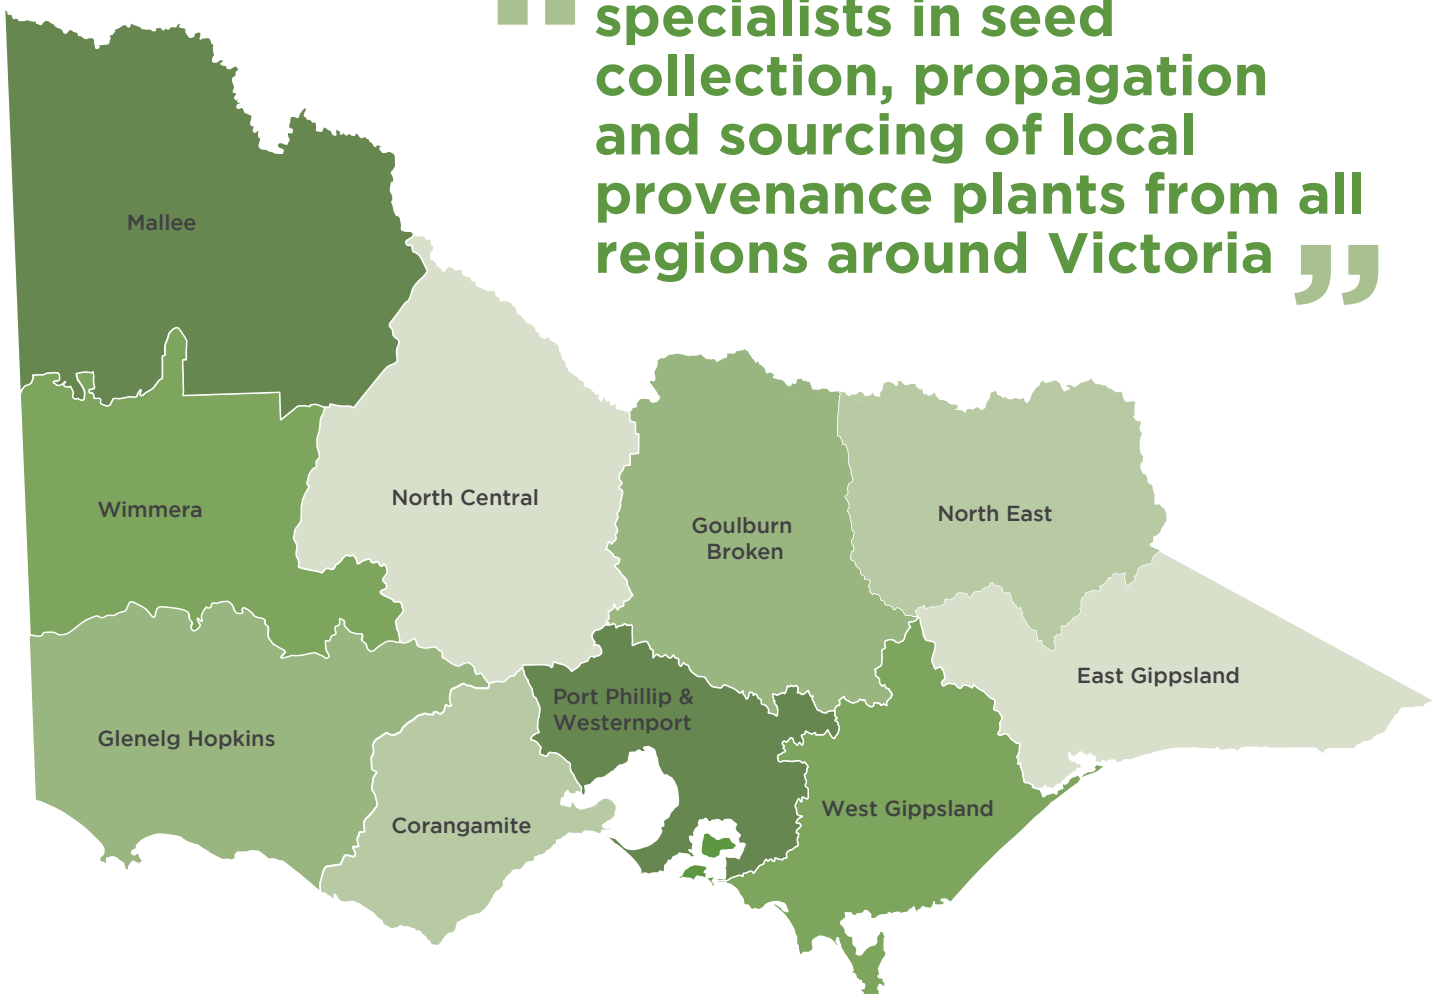 specialists in seed
collection, propagation
and sourcing of local
provenance plants from all
regions around Victoria ”
Mallee
Wimmera
North Central
Goulburn
Broken
North East
East Gippsland
Port Phillip &
Westernport
Glenelg Hopkins
Corangamite
West Gippsland